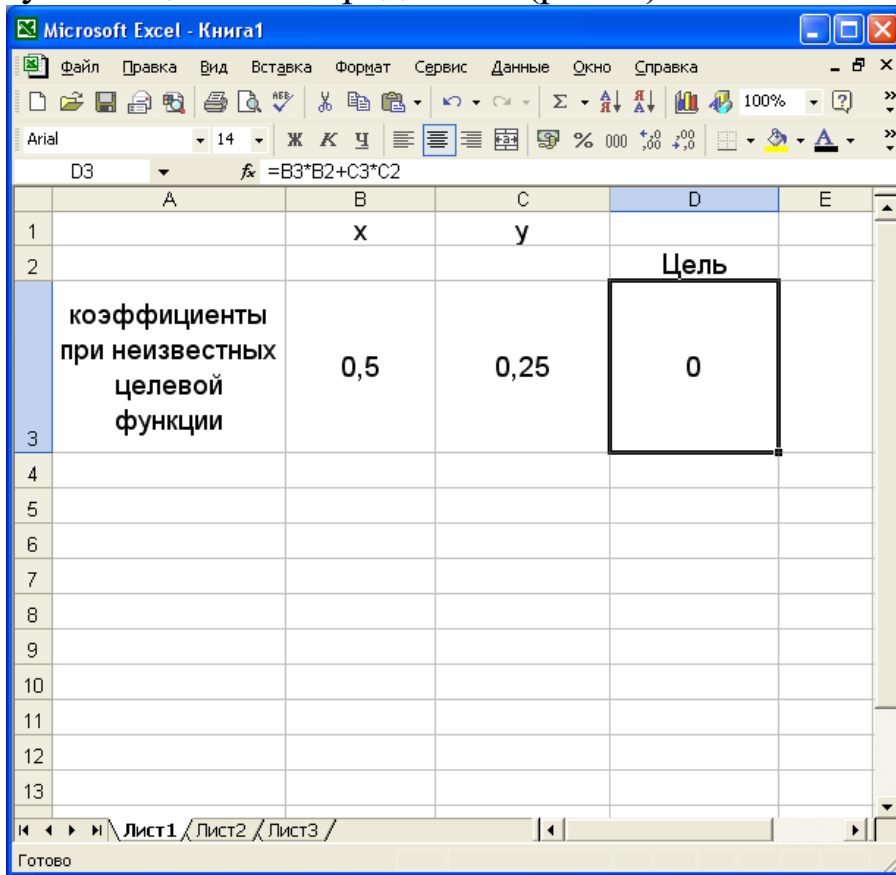 Microsoft Excel - Книга1
Файл Правка Вид Вставка Формат Сервис Данные Окно Справка
100%
Arial 14 Ж К Ч % 000
D3 fx =B3*B2+C3*C2
A B C D E
1 x y
2 Цель
3 коэффициенты при неизвестных целевой функции 0,5 0,25 0
4
5
6
7
8
9
10
11
12
13
Лист1 Лист2 Лист3
Готово